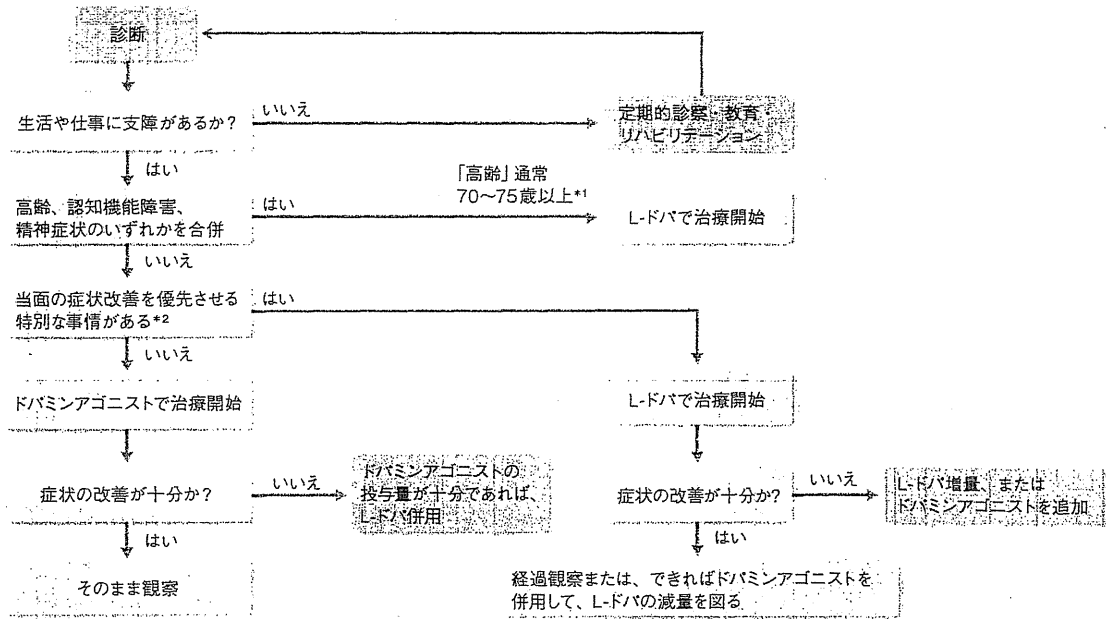 診断
生活や仕事に支障があるか?
いいえ
定期的診察・教育・
リハビリテーション
はい
高齢、認知機能障害、
精神症状のいずれかを合併
はい
「高齢」通常
70〜75歳以上*1
L-ドパで治療開始
いいえ
当面の症状改善を優先させる
特別な事情がある*2
はい
いいえ
ドパミンアゴニストで治療開始
L-ドパで治療開始
症状の改善が十分か?
いいえ
ドパミンアゴニストの
投与量が十分であれば、
L-ドパ併用
症状の改善が十分か?
いいえ
L-ドパ増量、または
ドパミンアゴニストを追加
はい
そのまま観察
はい
経過観察または、できればドパミンアゴニストを
併用して、L-ドパの減量を図る